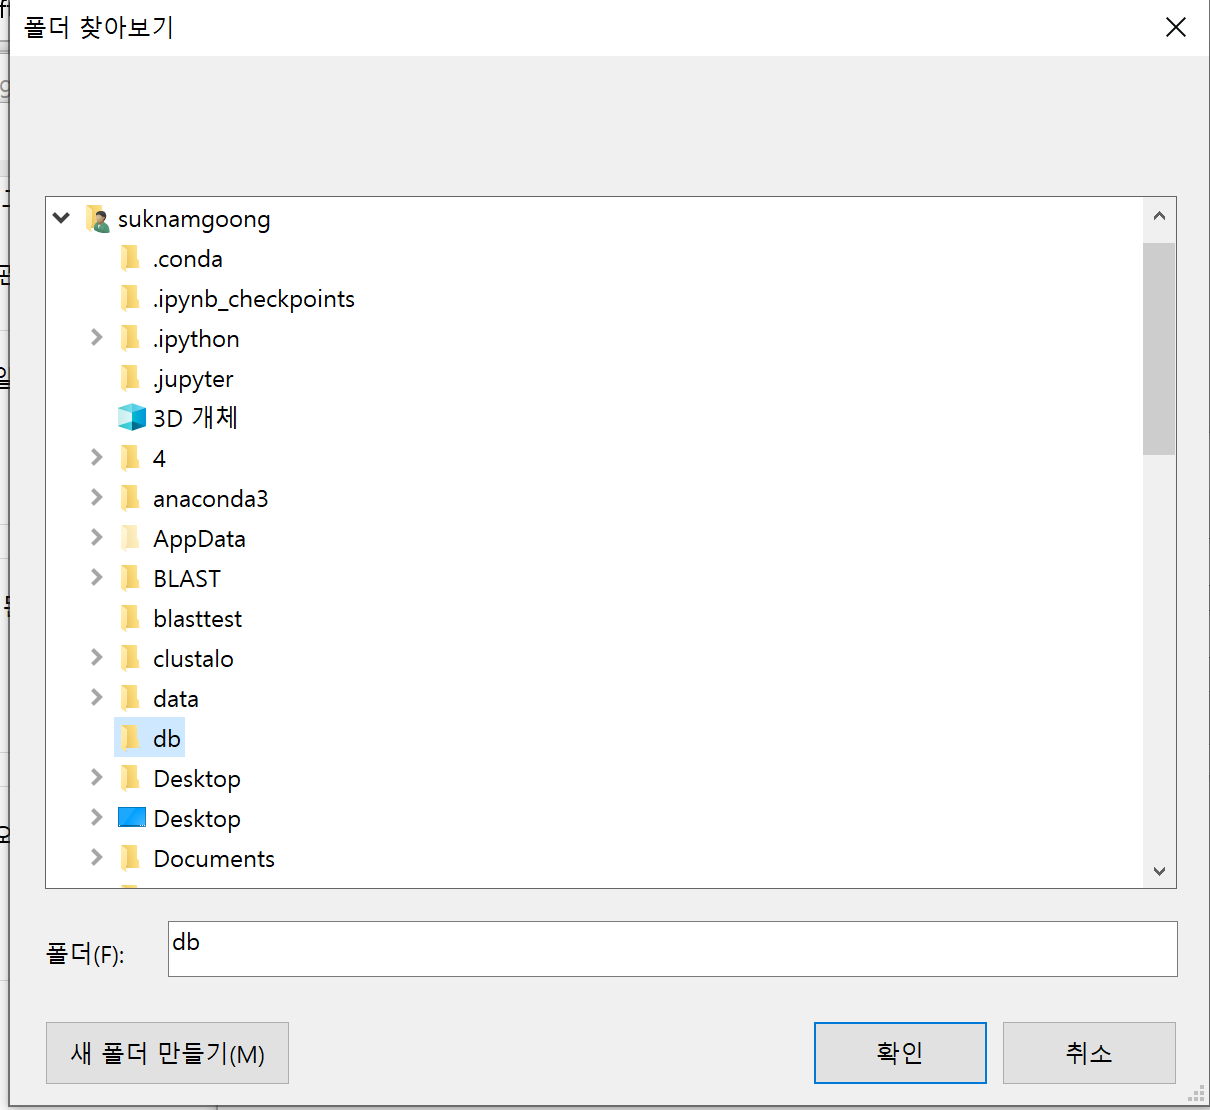 폴더 찾아보기
suknamgoong
.conda
.ipynb_checkpoints
.ipython
.jupyter
3D 개체
4
anaconda3
AppData
BLAST
blasttest
clustalo
data
db
Desktop
Desktop
Documents
폴더(F):
db
새 폴더 만들기(M)
확인
취소